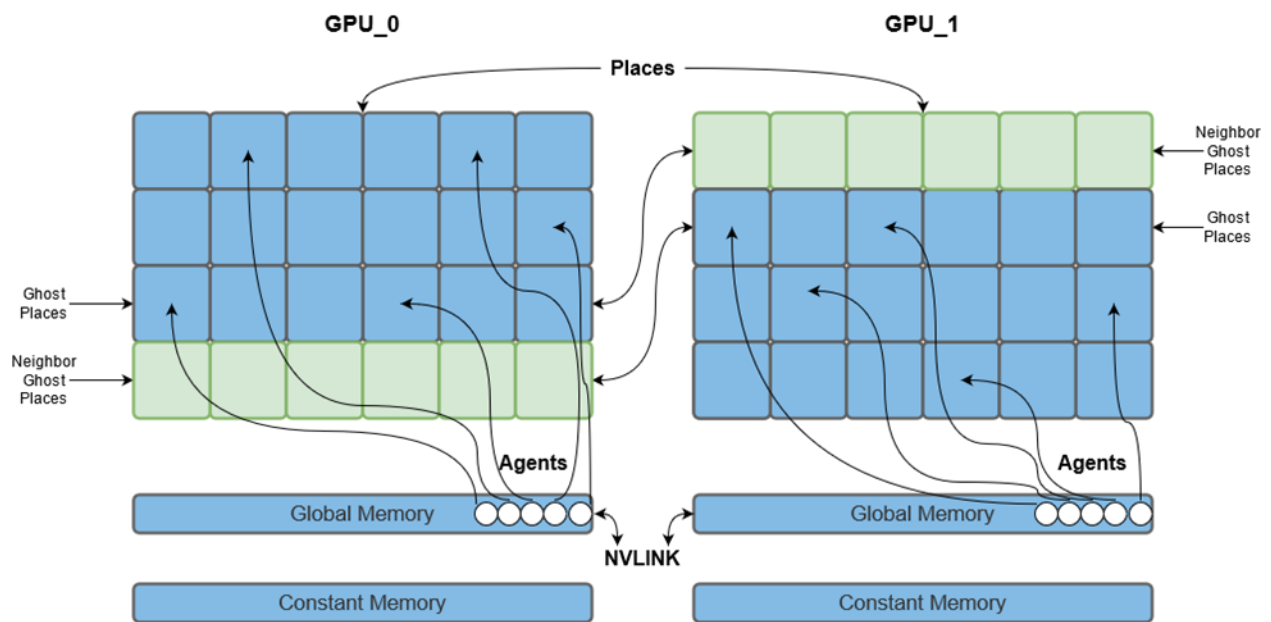 GPU_0
GPU_1
Places
Neighbor
Ghost
Places
Ghost
Places
Ghost
Places
Neighbor
Ghost
Places
Agents
Agents
Global Memory
Global Memory
NVLINK
Constant Memory
Constant Memory